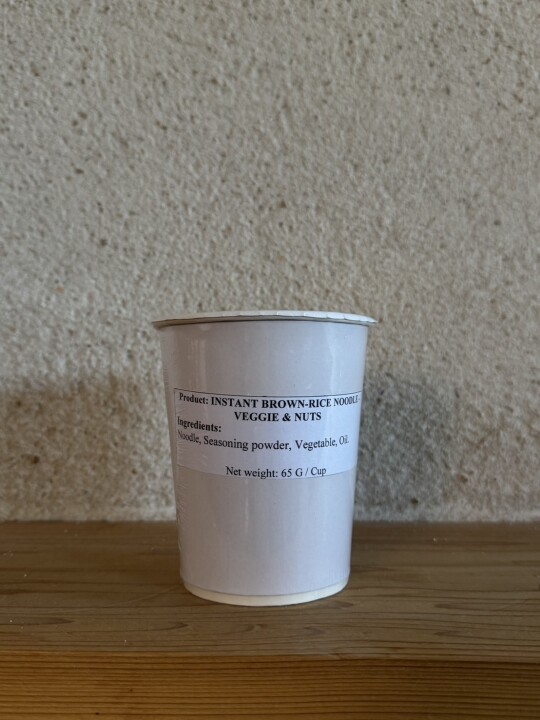 Product: INSTANT BROWN-RICE NOODLE
VEGGIE & NUTS
Ingredients:
Noodle, Seasoning powder, Vegetable, Oil.
Net weight: 65 G / Cup